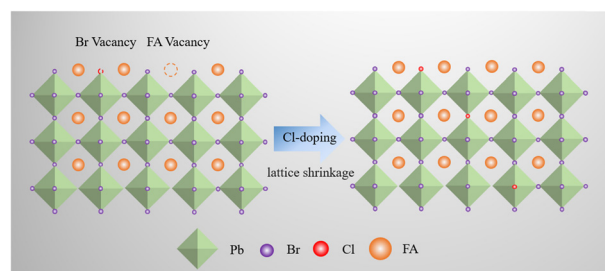 Br Vacancy FA Vacancy
Cl-doping
lattice shrinkage
Pb Br Cl FA